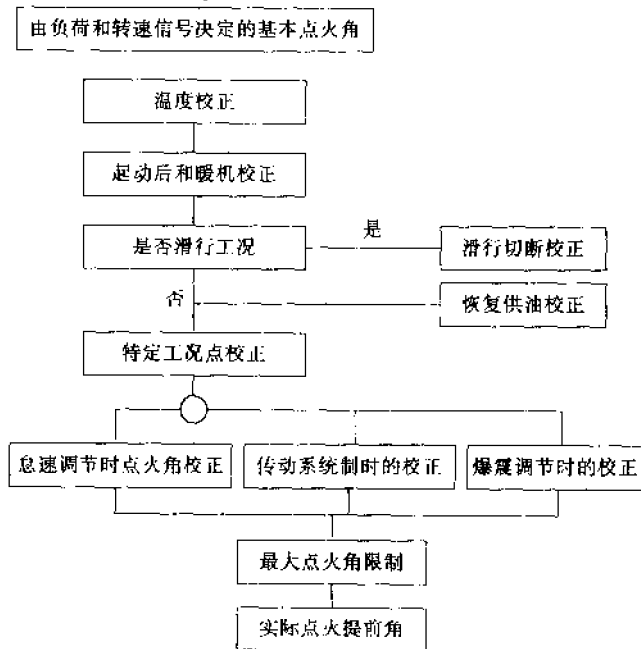 由负荷和转速信号决定的基本点火角
温度校正
起动后和暖机校正
是否滑行工况
是
滑行切断校正
否
恢复供油校正
特定工况点校正
怠速调节时点火角校正
传动系统制时的校正
爆震调节时的校正
最大点火角限制
实际点火提前角